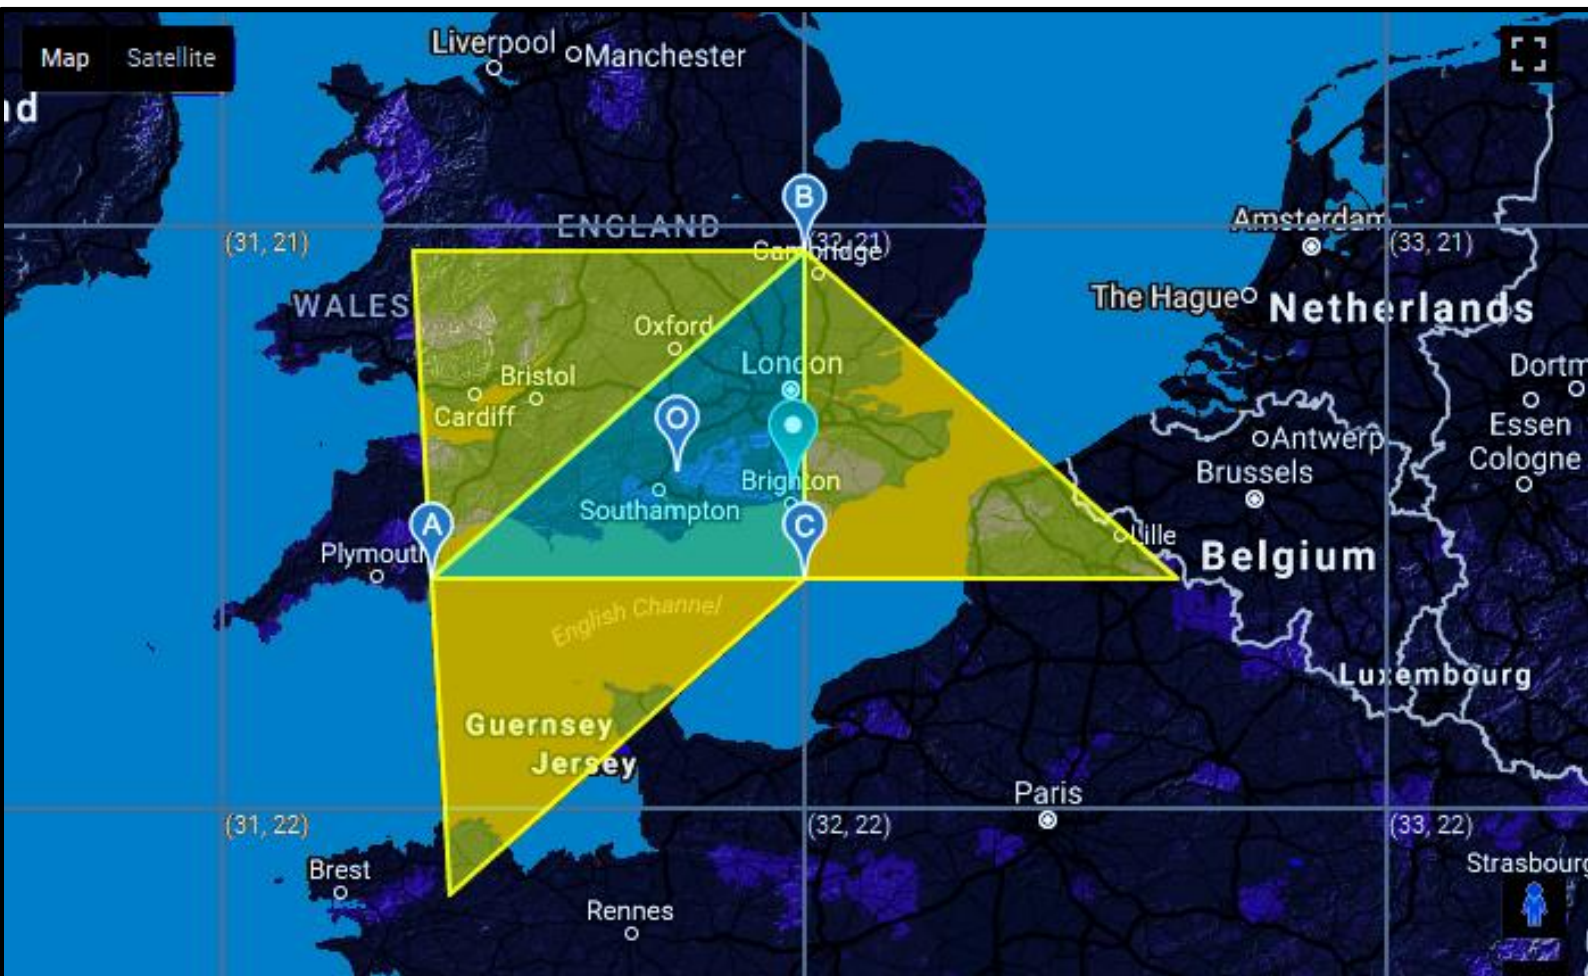 Map
Satellite
Liverpool
Manchester
nd
B
ENGLAND
Amsterdam
(31, 21)
(32, 21)
(33, 21)
Cambridge
The Hague
Netherlands
WALES
Oxford
London
Dortm
Bristol
Cardiff
O
Essen
Antwerp
Cologne
Brussels
Brighton
Southampton
A
C
Plymouth
Lille
Belgium
English Channel
Luxembourg
Guernsey
Jersey
Paris
(31, 22)
(32, 22)
(33, 22)
Strasbourg
Brest
Rennes